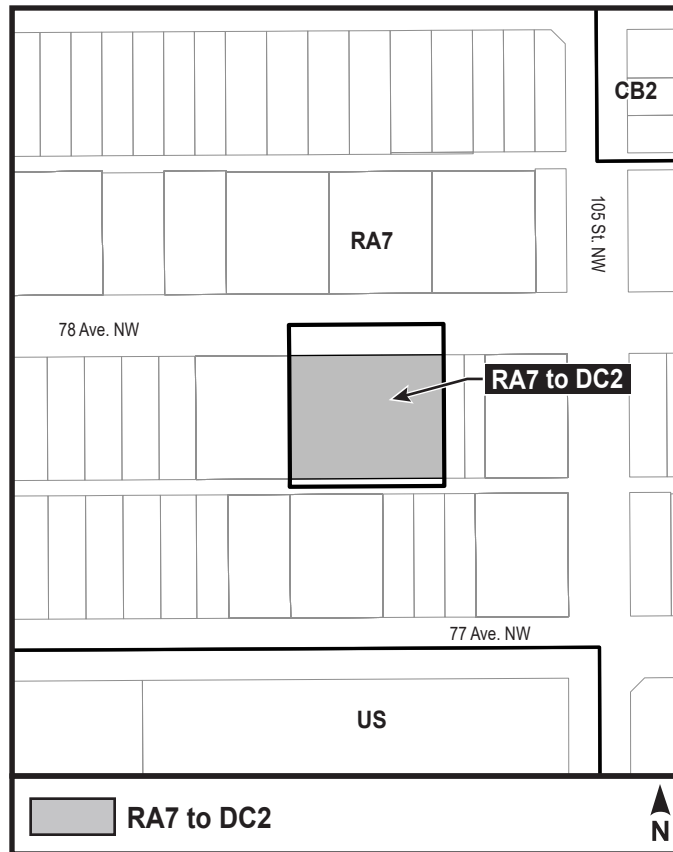 CB2
105 St. NW
RA7
78 Ave. NW
RA7 to DC2
77 Ave. NW
US
RA7 to DC2
N